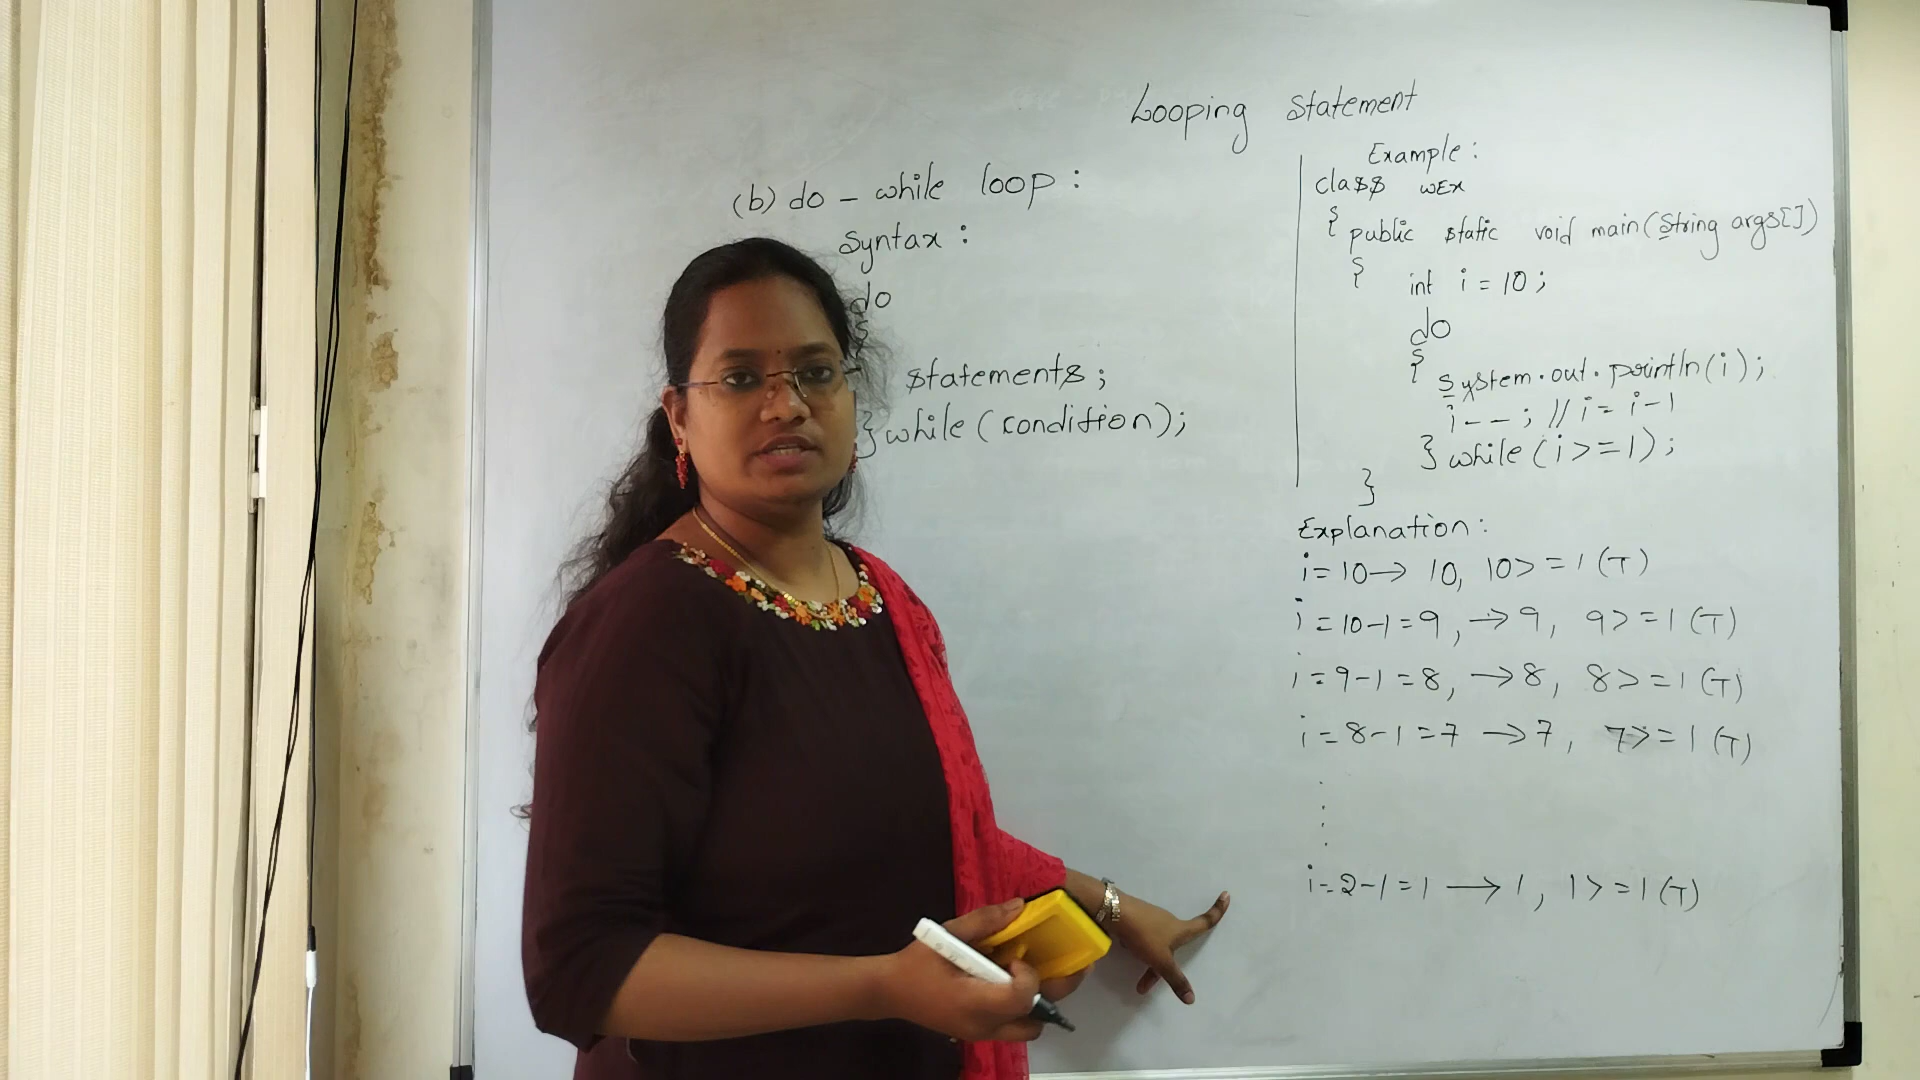 Looping Statement
(b) do - while loop :
Syntax :
do
{
statements ;
} while ( condition ) ;
Example :
class wEx
{ public static void main(String args[])
{
int i = 10 ;
do
{
System.out.println(i) ;
i-- ; // i = i-1
} while (i>=1) ;
}
Explanation :
i = 10 → 10, 10> = 1 (T)
i = 10-1 = 9, → 9, 9> = 1 (T)
i = 9-1 = 8, → 8, 8> = 1 (T)
i = 8-1 = 7 → 7, 7> = 1 (T)
.
.
.
.
i = 2-1 = 1 → 1, 1> = 1 (T)